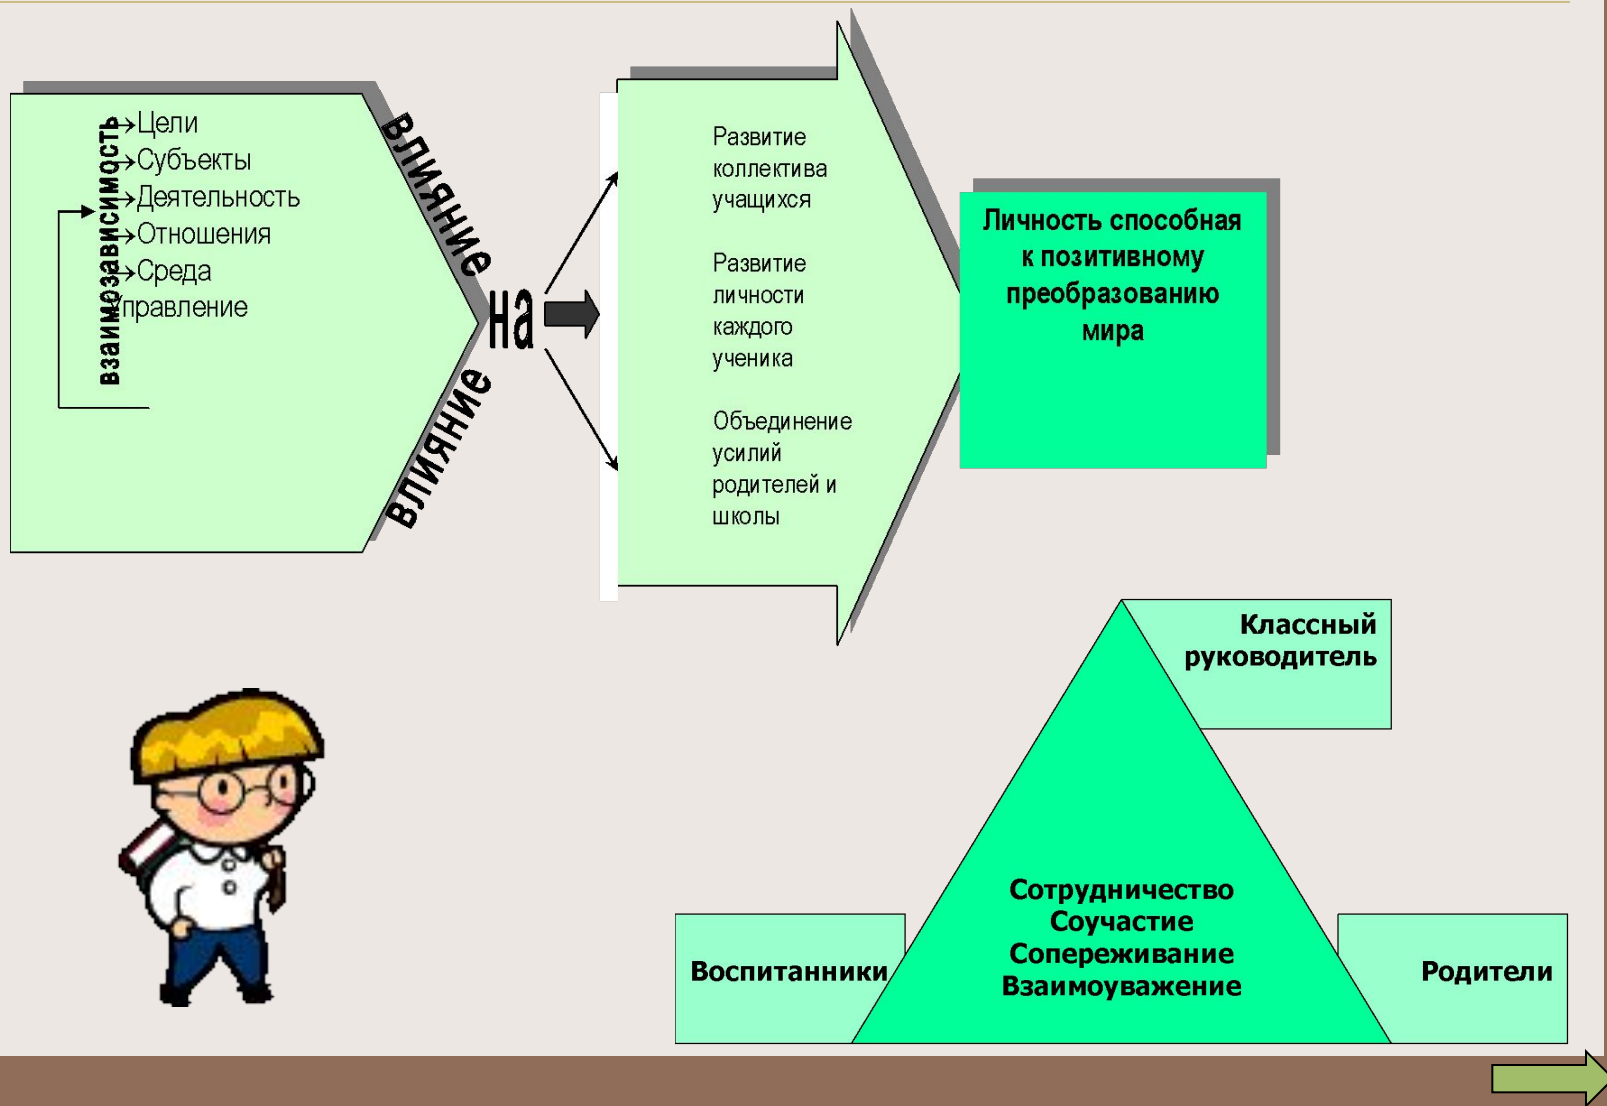 взаимозависимость
→Цели
→Субъекты
→Деятельность
→Отношения
→Среда
Управление
влияние
на
влияние
Развитие
коллектива
учащихся
Развитие
личности
каждого
ученика
Объединение
усилий
родителей и
школы
Личность способная
к позитивному
преобразованию
мира
Классный
руководитель
Сотрудничество
Соучастие
Сопереживание
Взаимоуважение
Воспитанники
Родители